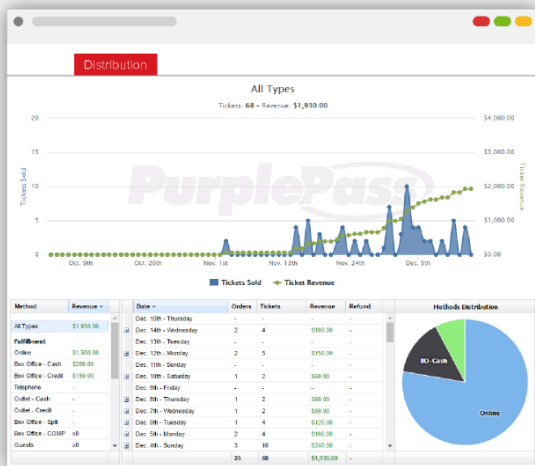 Distribution
All Types
Tickets: 68 – Revenue: $1,930.00
20 $4,000.00
15 $3,000.00
10 $2,000.00
5 $1,000.00
0 $0.00
Tickets Sold
Ticket Revenue
PurplePass
Oct. 9th Oct. 20th Nov. 1st Nov. 12th Nov. 24th Dec. 5th
Tickets Sold Ticket Revenue
Method Revenue Date Orders Tickets Revenue Refund Methods Distribution
Dec. 15th - Thursday - - - -
All Types $1,930.00 Dec. 14th - Wednesday 2 4 $180.00 -
Fulfillment Dec. 13th - Tuesday - - - -
Online $1,500.00 Dec. 12th - Monday 2 5 $150.00 -
Box Office - Cash $280.00 Dec. 11th - Sunday - - - -
Box Office - Credit $150.00 Dec. 10th - Saturday 1 2 $60.00 -
Telephone - Dec. 9th - Friday - - - -
Outlet - Cash - Dec. 8th - Thursday 1 2 $60.00 -
Outlet - Credit - Dec. 7th - Wednesday 1 2 $50.00 -
Box Office - Split - Dec. 6th - Tuesday 1 4 $120.00 -
Box Office - COMP x0 Dec. 5th - Monday 2 4 $180.00 -
Guests x0 Dec. 4th - Sunday 3 10 $240.00 -
25 68 $1,930.00 -
BO-Cash
Online